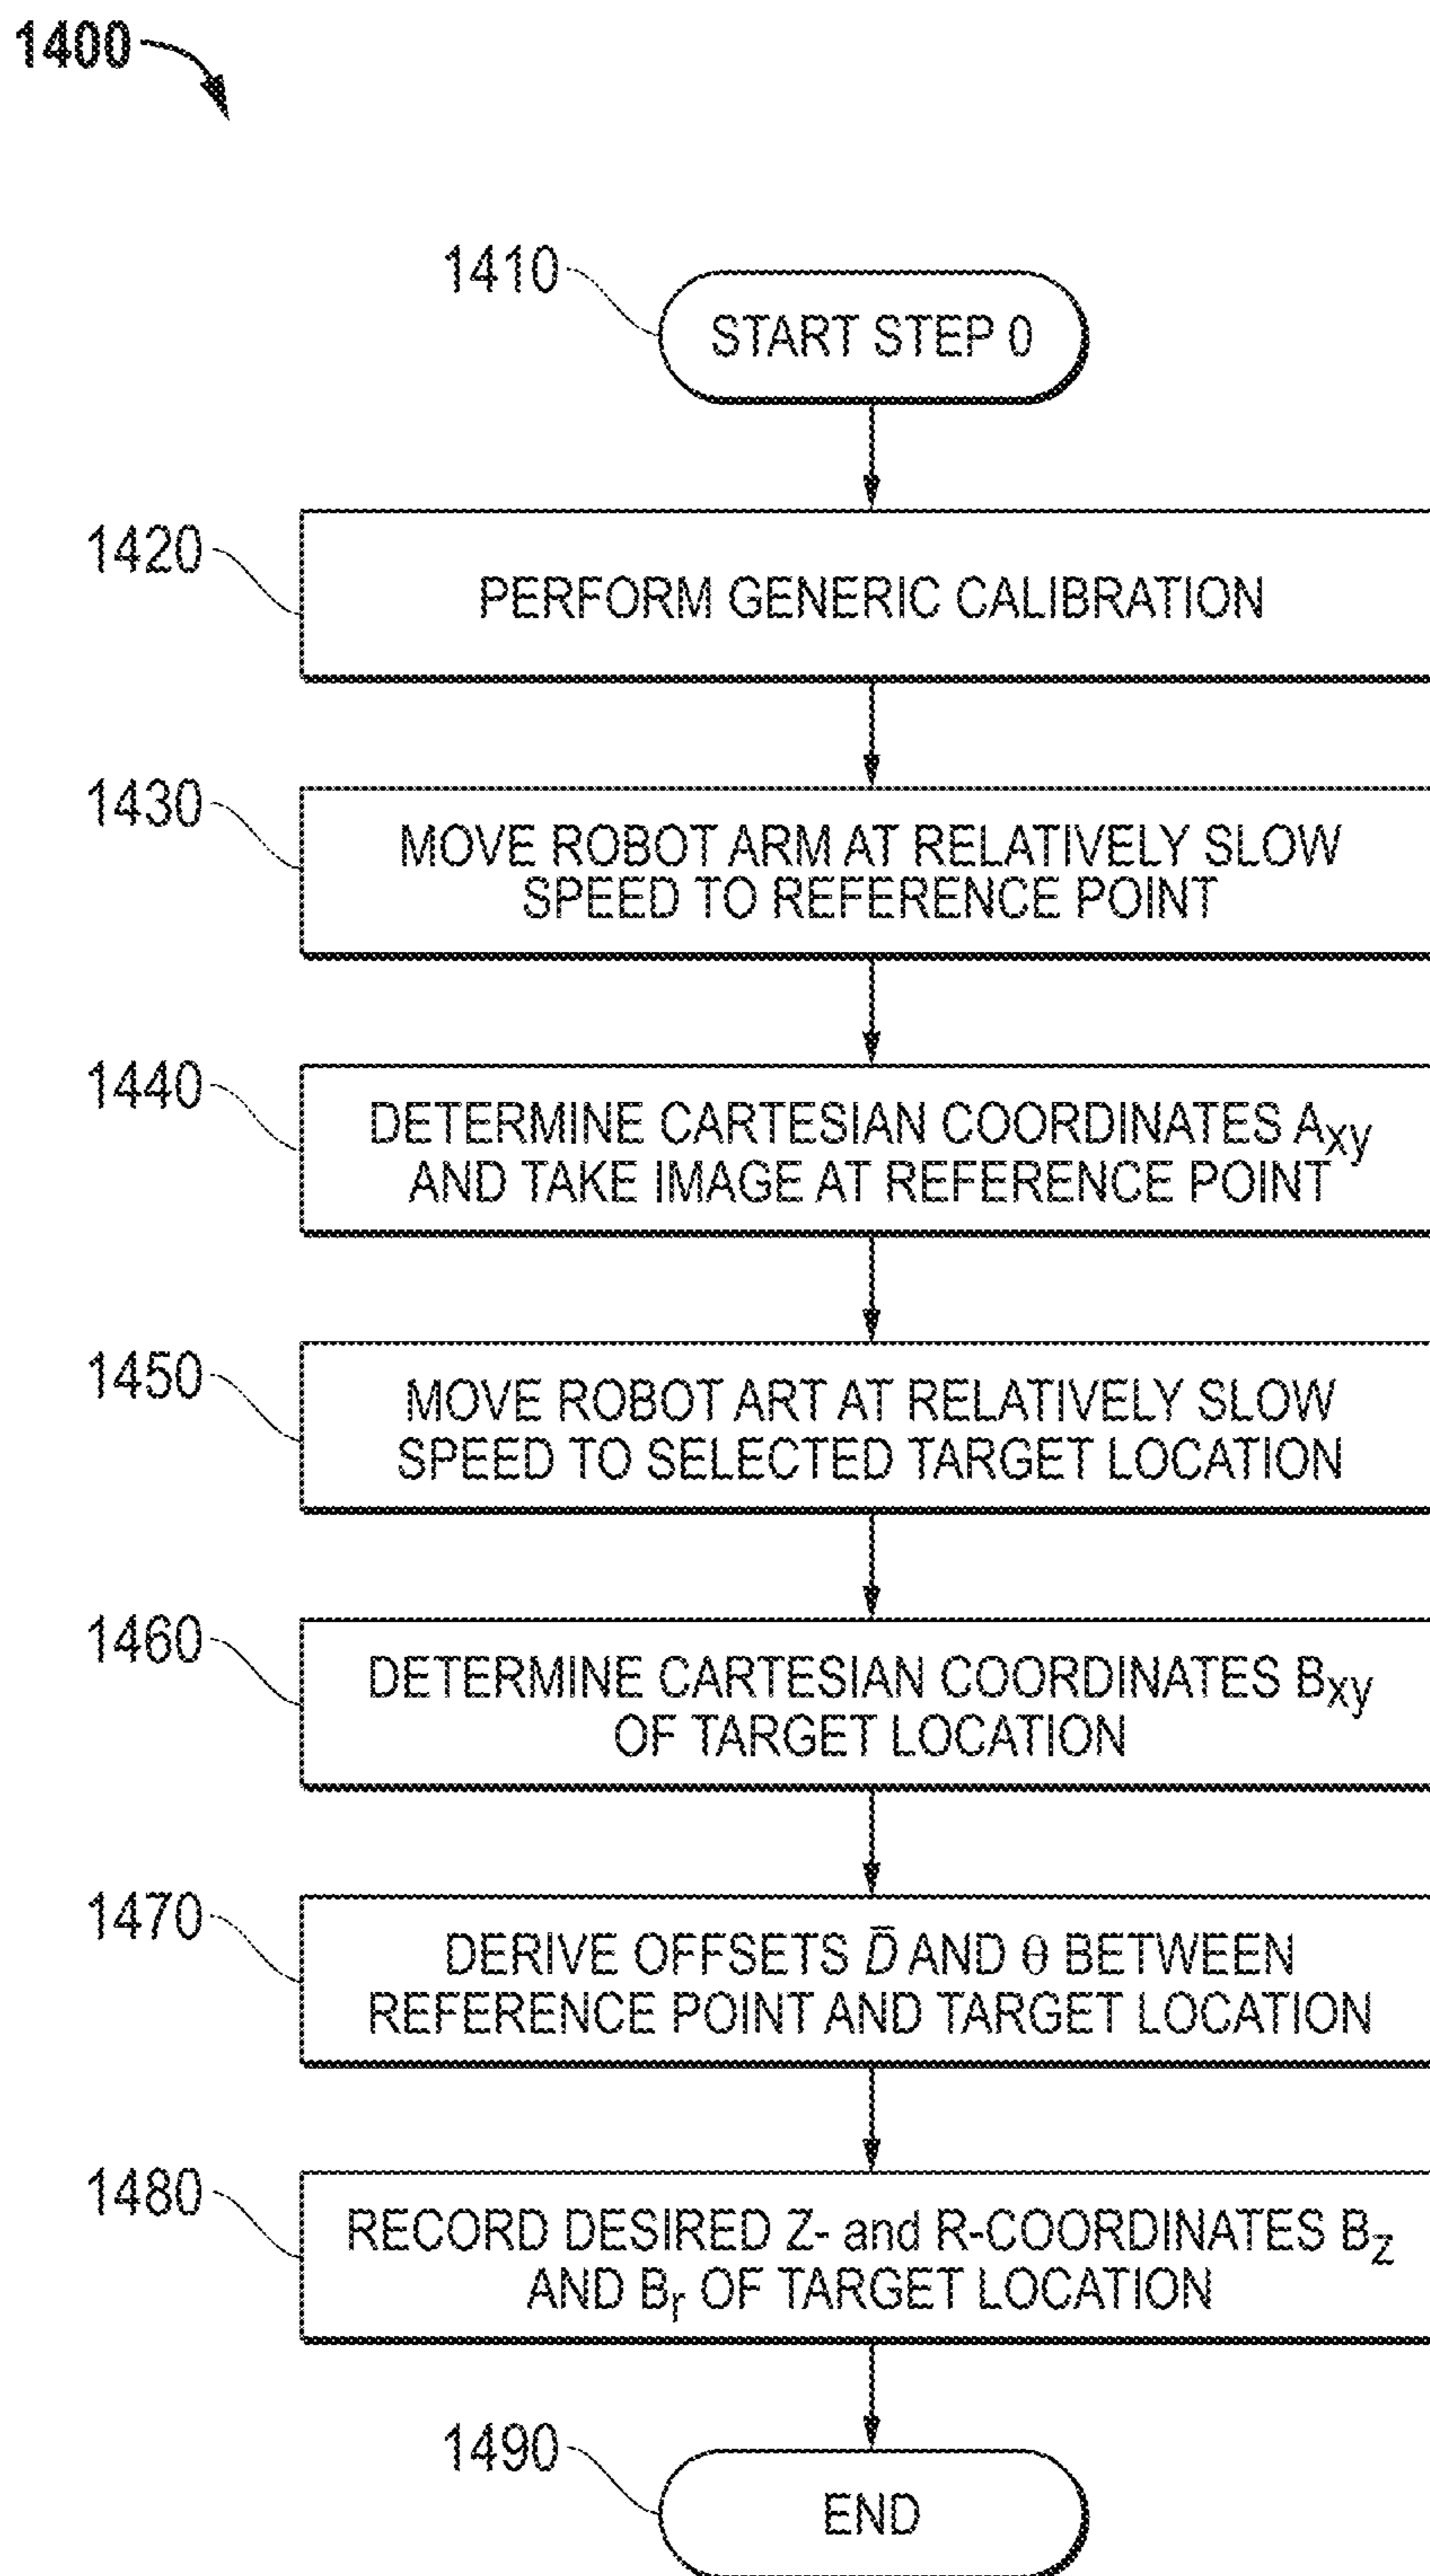 1400
1410
START STEP 0
1420
PERFORM GENERIC CALIBRATION
1430
MOVE ROBOT ARM AT RELATIVELY SLOW
SPEED TO REFERENCE POINT
1440
DETERMINE CARTESIAN COORDINATES Axy
AND TAKE IMAGE AT REFERENCE POINT
1450
MOVE ROBOT ART AT RELATIVELY SLOW
SPEED TO SELECTED TARGET LOCATION
1460
DETERMINE CARTESIAN COORDINATES Bxy
OF TARGET LOCATION
1470
DERIVE OFFSETS D̅ AND θ BETWEEN
REFERENCE POINT AND TARGET LOCATION
1480
RECORD DESIRED Z- and R-COORDINATES Bz
AND Br OF TARGET LOCATION
1490
END